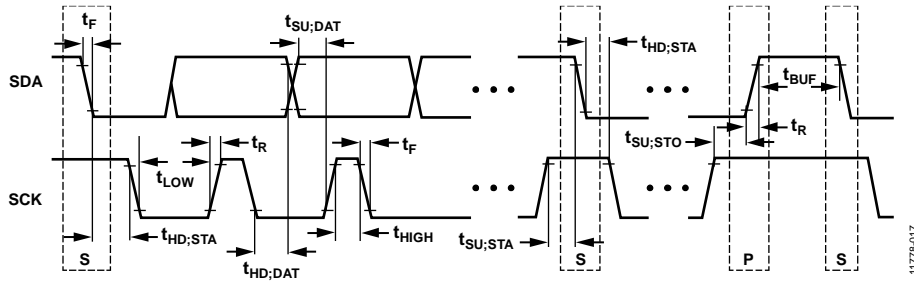 tF
tSU;DAT
tHD;STA
SDA
tBUF
tR
tF
tSU;STO
tR
tLOW
SCK
tHD;STA
tHIGH
tSU;STA
tHD;DAT
S
S
P
S
11778-017